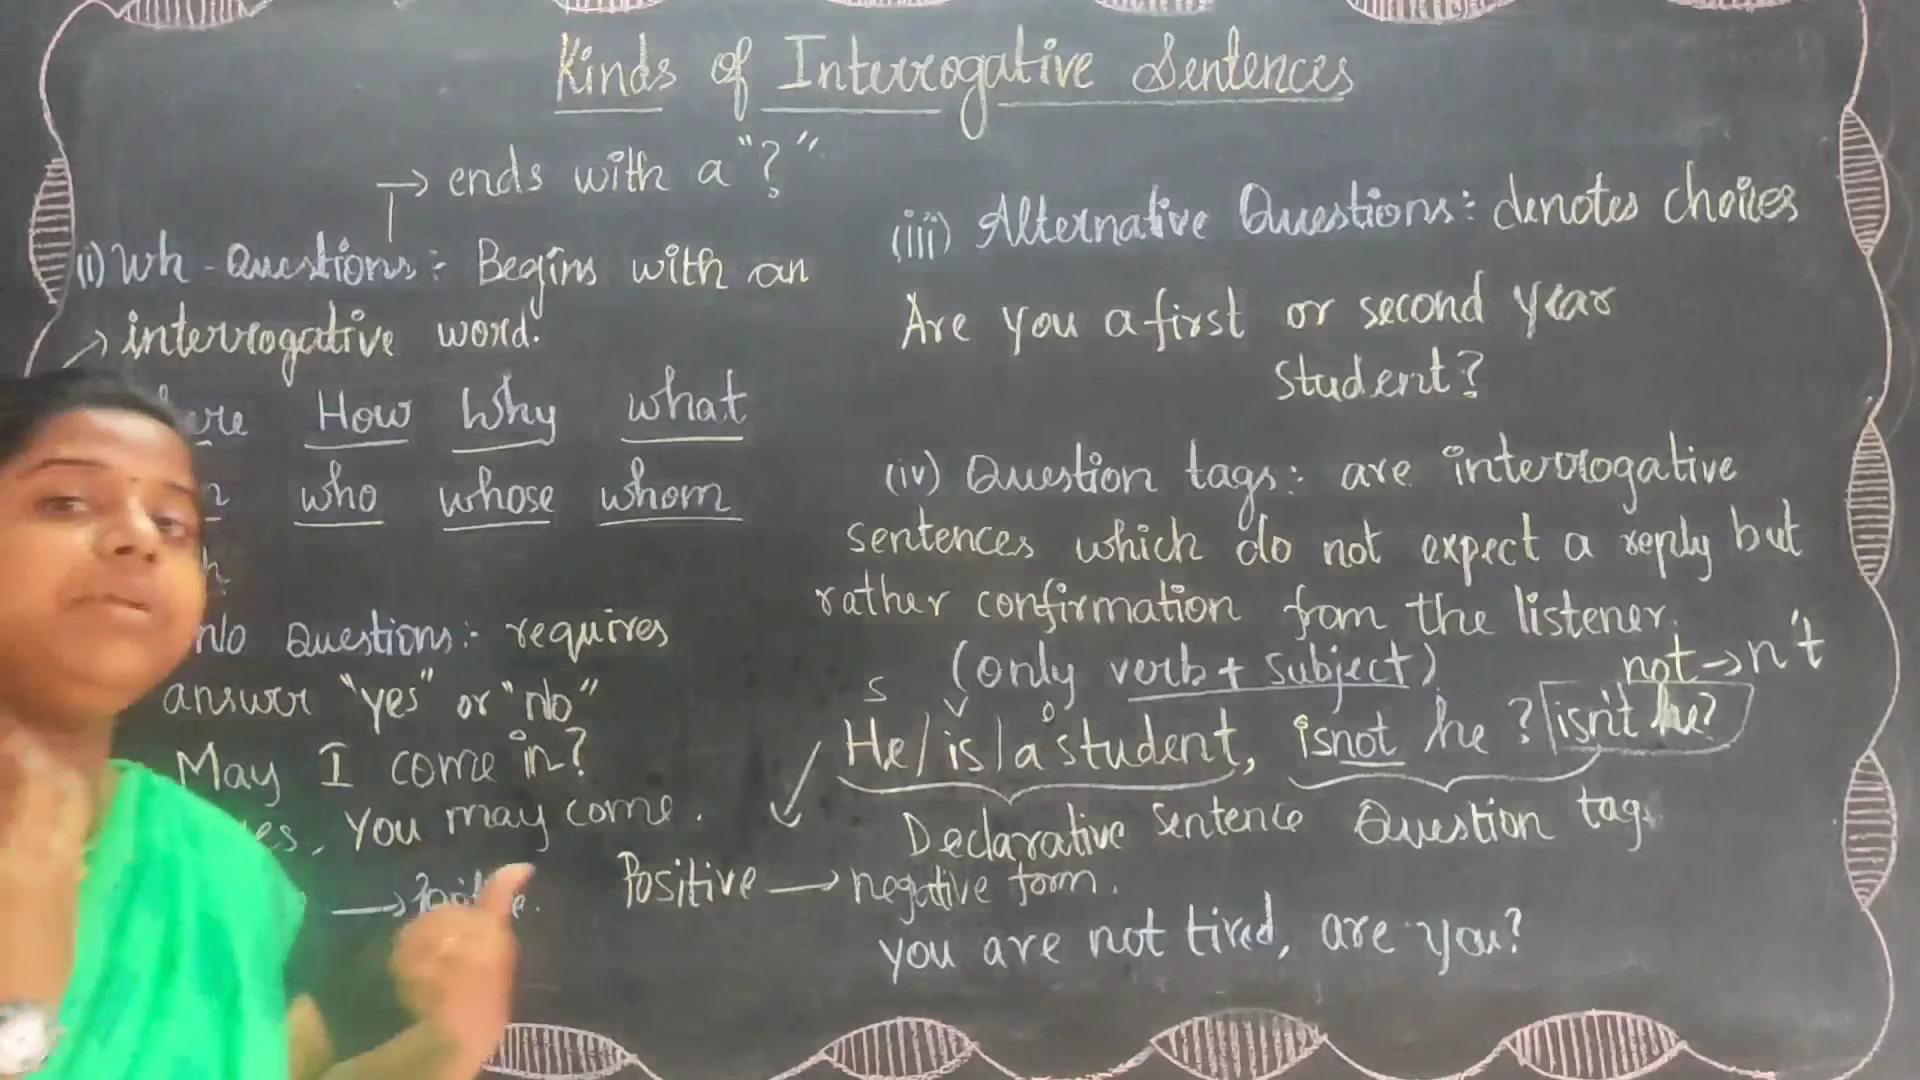 Kinds of Interrogative Sentences
→ ends with a "?"
(i) Wh - Questions:- Begins with an
→ interrogative word.
How Why what
who whose whom
No Questions:- requires
answer "yes" or "No"
May I come in?
You may come.
(iii) Alternative Questions: denotes choices
Are you a first or second year
student?
(iv) Question tags: are interrogative
sentences which do not expect a reply but
rather confirmation from the listener.
(only verb + subject) not → n't
S V O
He/is/a student, isnot he? isn't he?
Declarative sentence Question tag.
Positive → negative form.
you are not tired, are you?